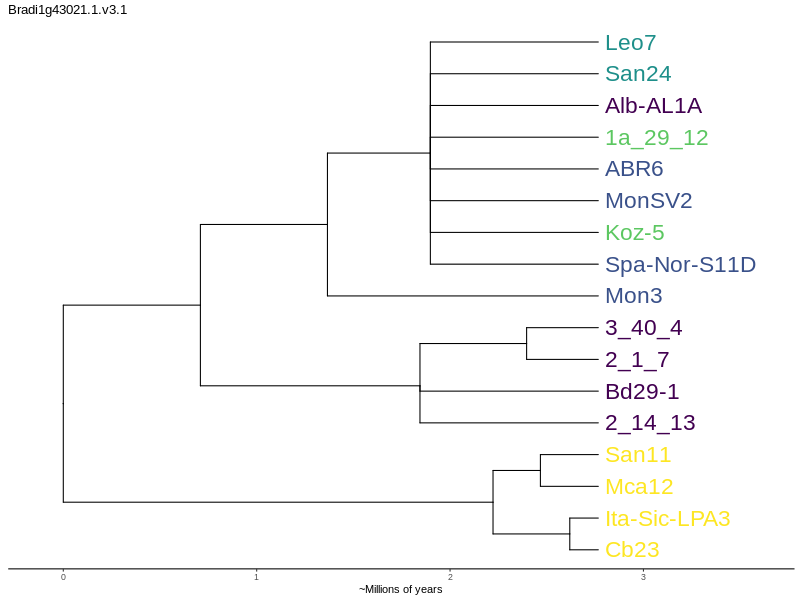 Bradi1g43021.1.v3.1
Leo7
San24
Alb-AL1A
1a_29_12
ABR6
MonSV2
Koz-5
Spa-Nor-S11D
Mon3
3_40_4
2_1_7
Bd29-1
2_14_13
San11
Mca12
Ita-Sic-LPA3
Cb23
0 1 2 3
~Millions of years